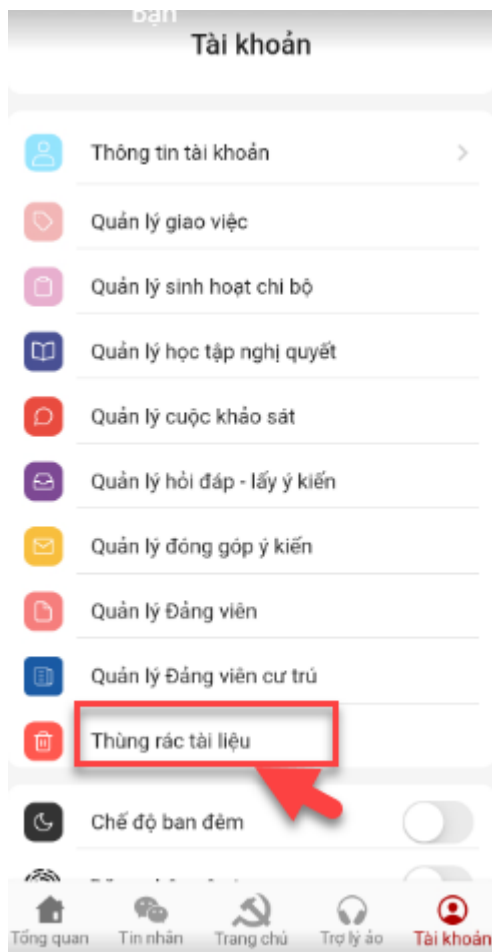 Bạn
Tài khoản
Thông tin tài khoản
Quản lý giao việc
Quản lý sinh hoạt chi bộ
Quản lý học tập nghị quyết
Quản lý cuộc khảo sát
Quản lý hỏi đáp - lấy ý kiến
Quản lý đóng góp ý kiến
Quản lý Đảng viên
Quản lý Đảng viên cư trú
Thùng rác tài liệu
Chế độ ban đêm
Tổng quan Tin nhắn Trang chủ Trợ lý ảo Tài khoản